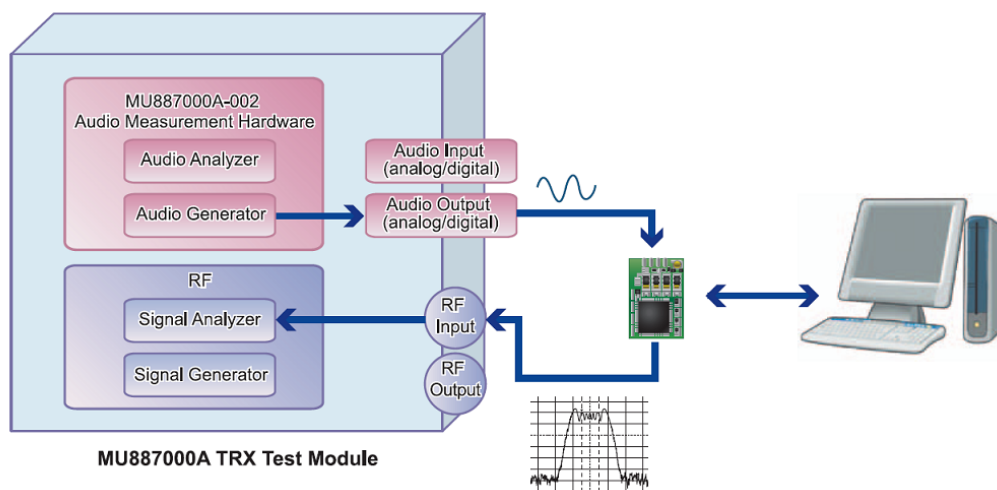 MU887000A-002
Audio Measurement Hardware
Audio Analyzer
Audio Generator
Audio Input
(analog/digital)
Audio Output
(analog/digital)
RF
Signal Analyzer
Signal Generator
RF
Input
RF
Output
MU887000A TRX Test Module